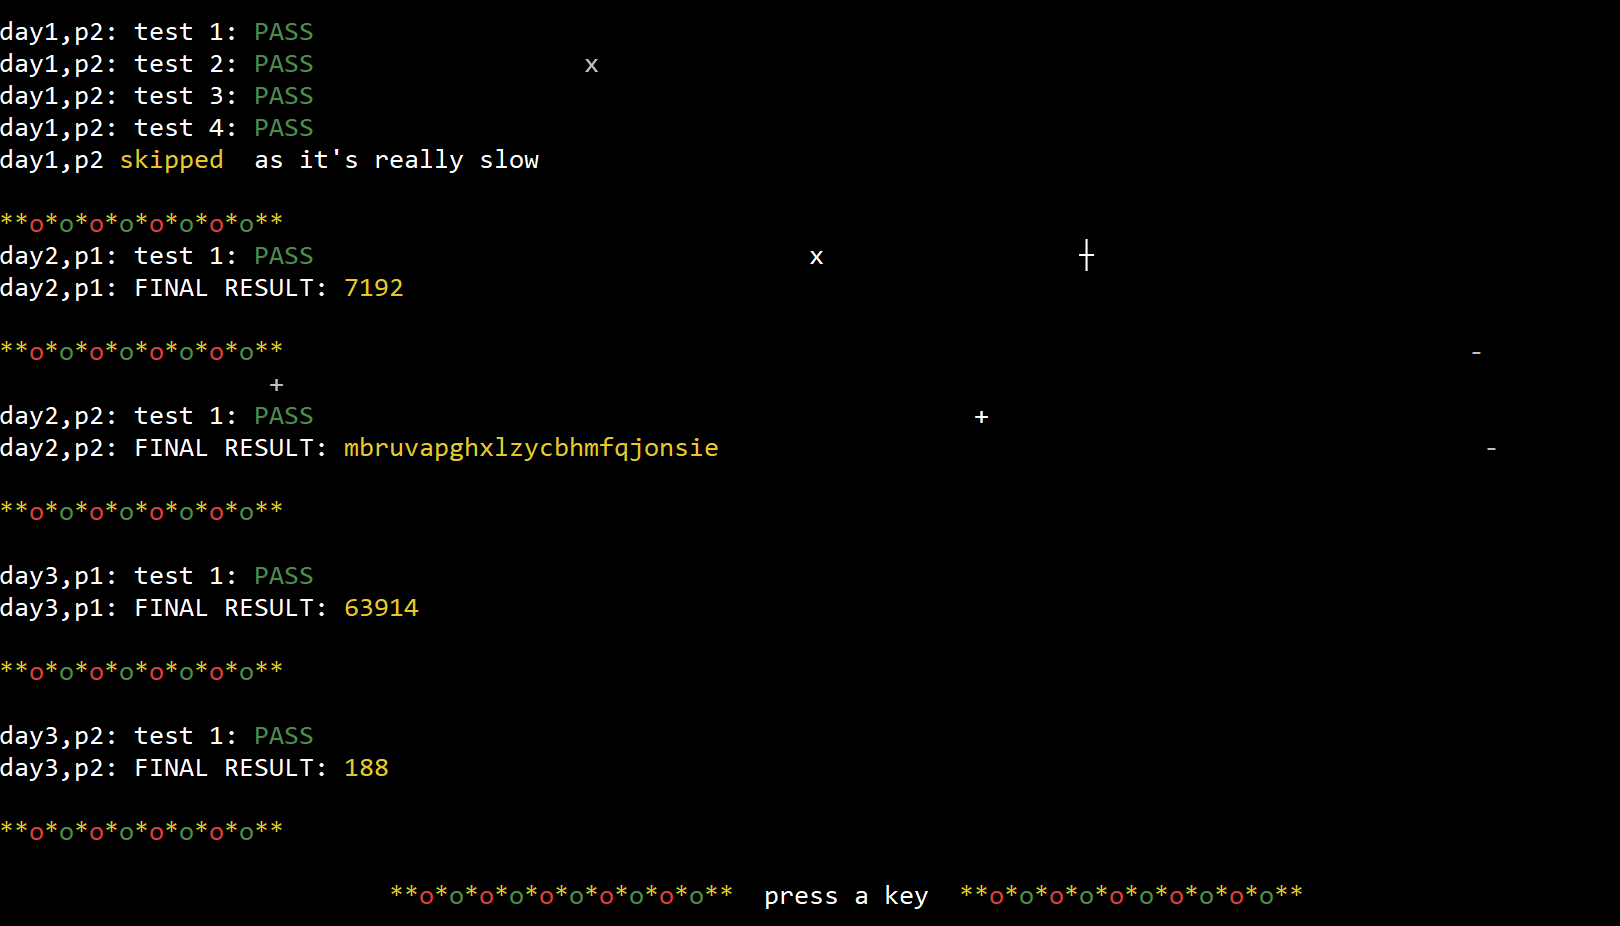 day1,p2: test 1: PASS
day1,p2: test 2: PASS x
day1,p2: test 3: PASS
day1,p2: test 4: PASS
day1,p2 skipped  as it's really slow
**o*o*o*o*o*o*o*o**
day2,p1: test 1: PASS x ┼
day2,p1: FINAL RESULT: 7192
**o*o*o*o*o*o*o*o** -
+
day2,p2: test 1: PASS +
day2,p2: FINAL RESULT: mbruvapghxlzycbhmfqjonsie -
**o*o*o*o*o*o*o*o**
day3,p1: test 1: PASS
day3,p1: FINAL RESULT: 63914
**o*o*o*o*o*o*o*o**
day3,p2: test 1: PASS
day3,p2: FINAL RESULT: 188
**o*o*o*o*o*o*o*o**
**o*o*o*o*o*o*o*o*o*o**  press a key  **o*o*o*o*o*o*o*o*o*o**